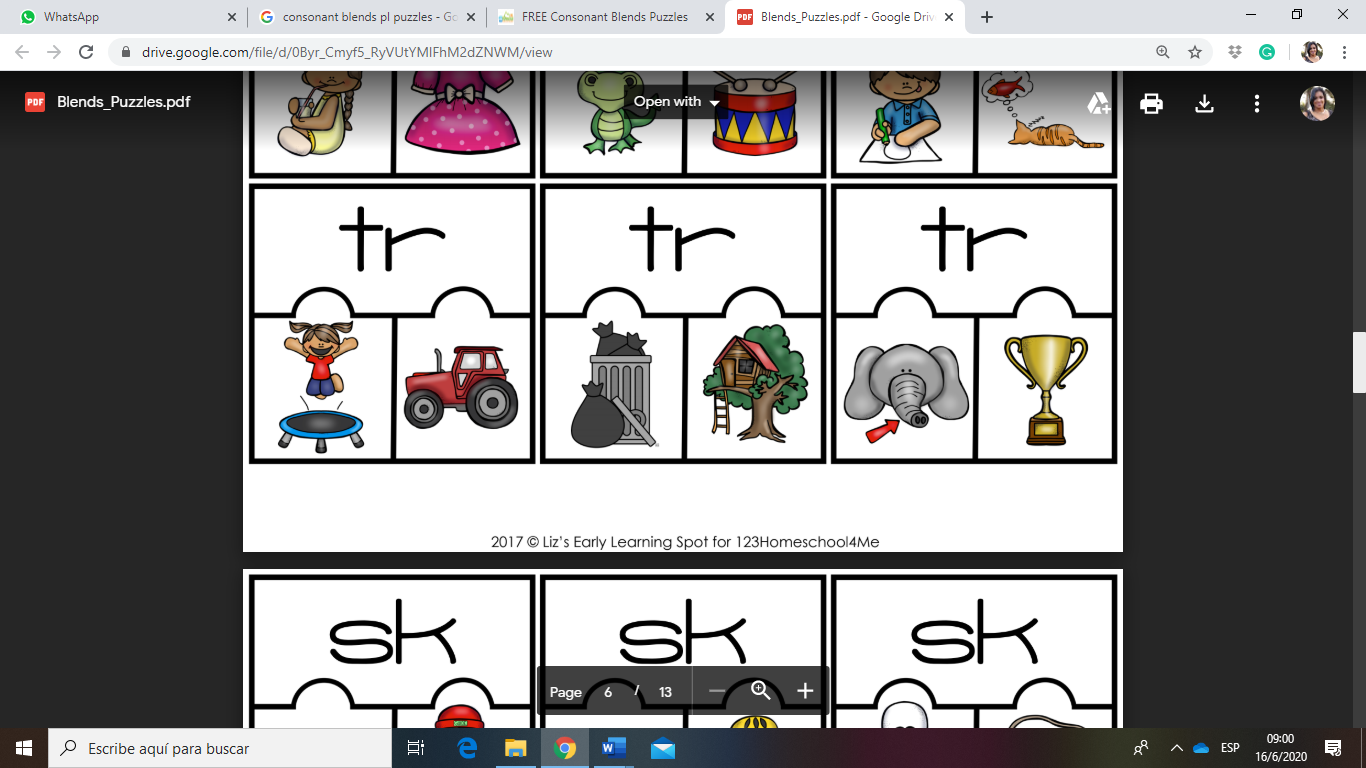 WhatsApp
consonant blends pl puzzles - Go
FREE Consonant Blends Puzzles
PDF
Blends_Puzzles.pdf - Google Driv
drive.google.com/file/d/0Byr_Cmyf5_RyVUtYMlFhM2dZNWM/view
PDF
Blends_Puzzles.pdf
Open with
tr
tr
tr
2017 © Liz's Early Learning Spot for 123Homeschool4Me
sk
sk
sk
Page 6 / 13
Escribe aquí para buscar
ESP
09:00
16/6/2020